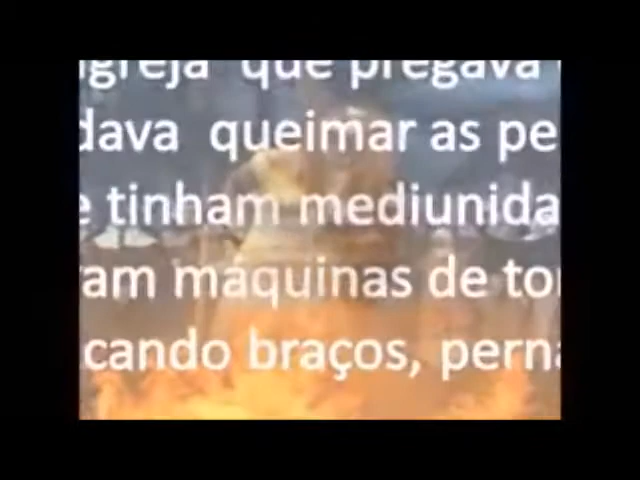 igreja que pregava
dava queimar as pe
e tinham mediunida
am máquinas de to
cando braços, perna